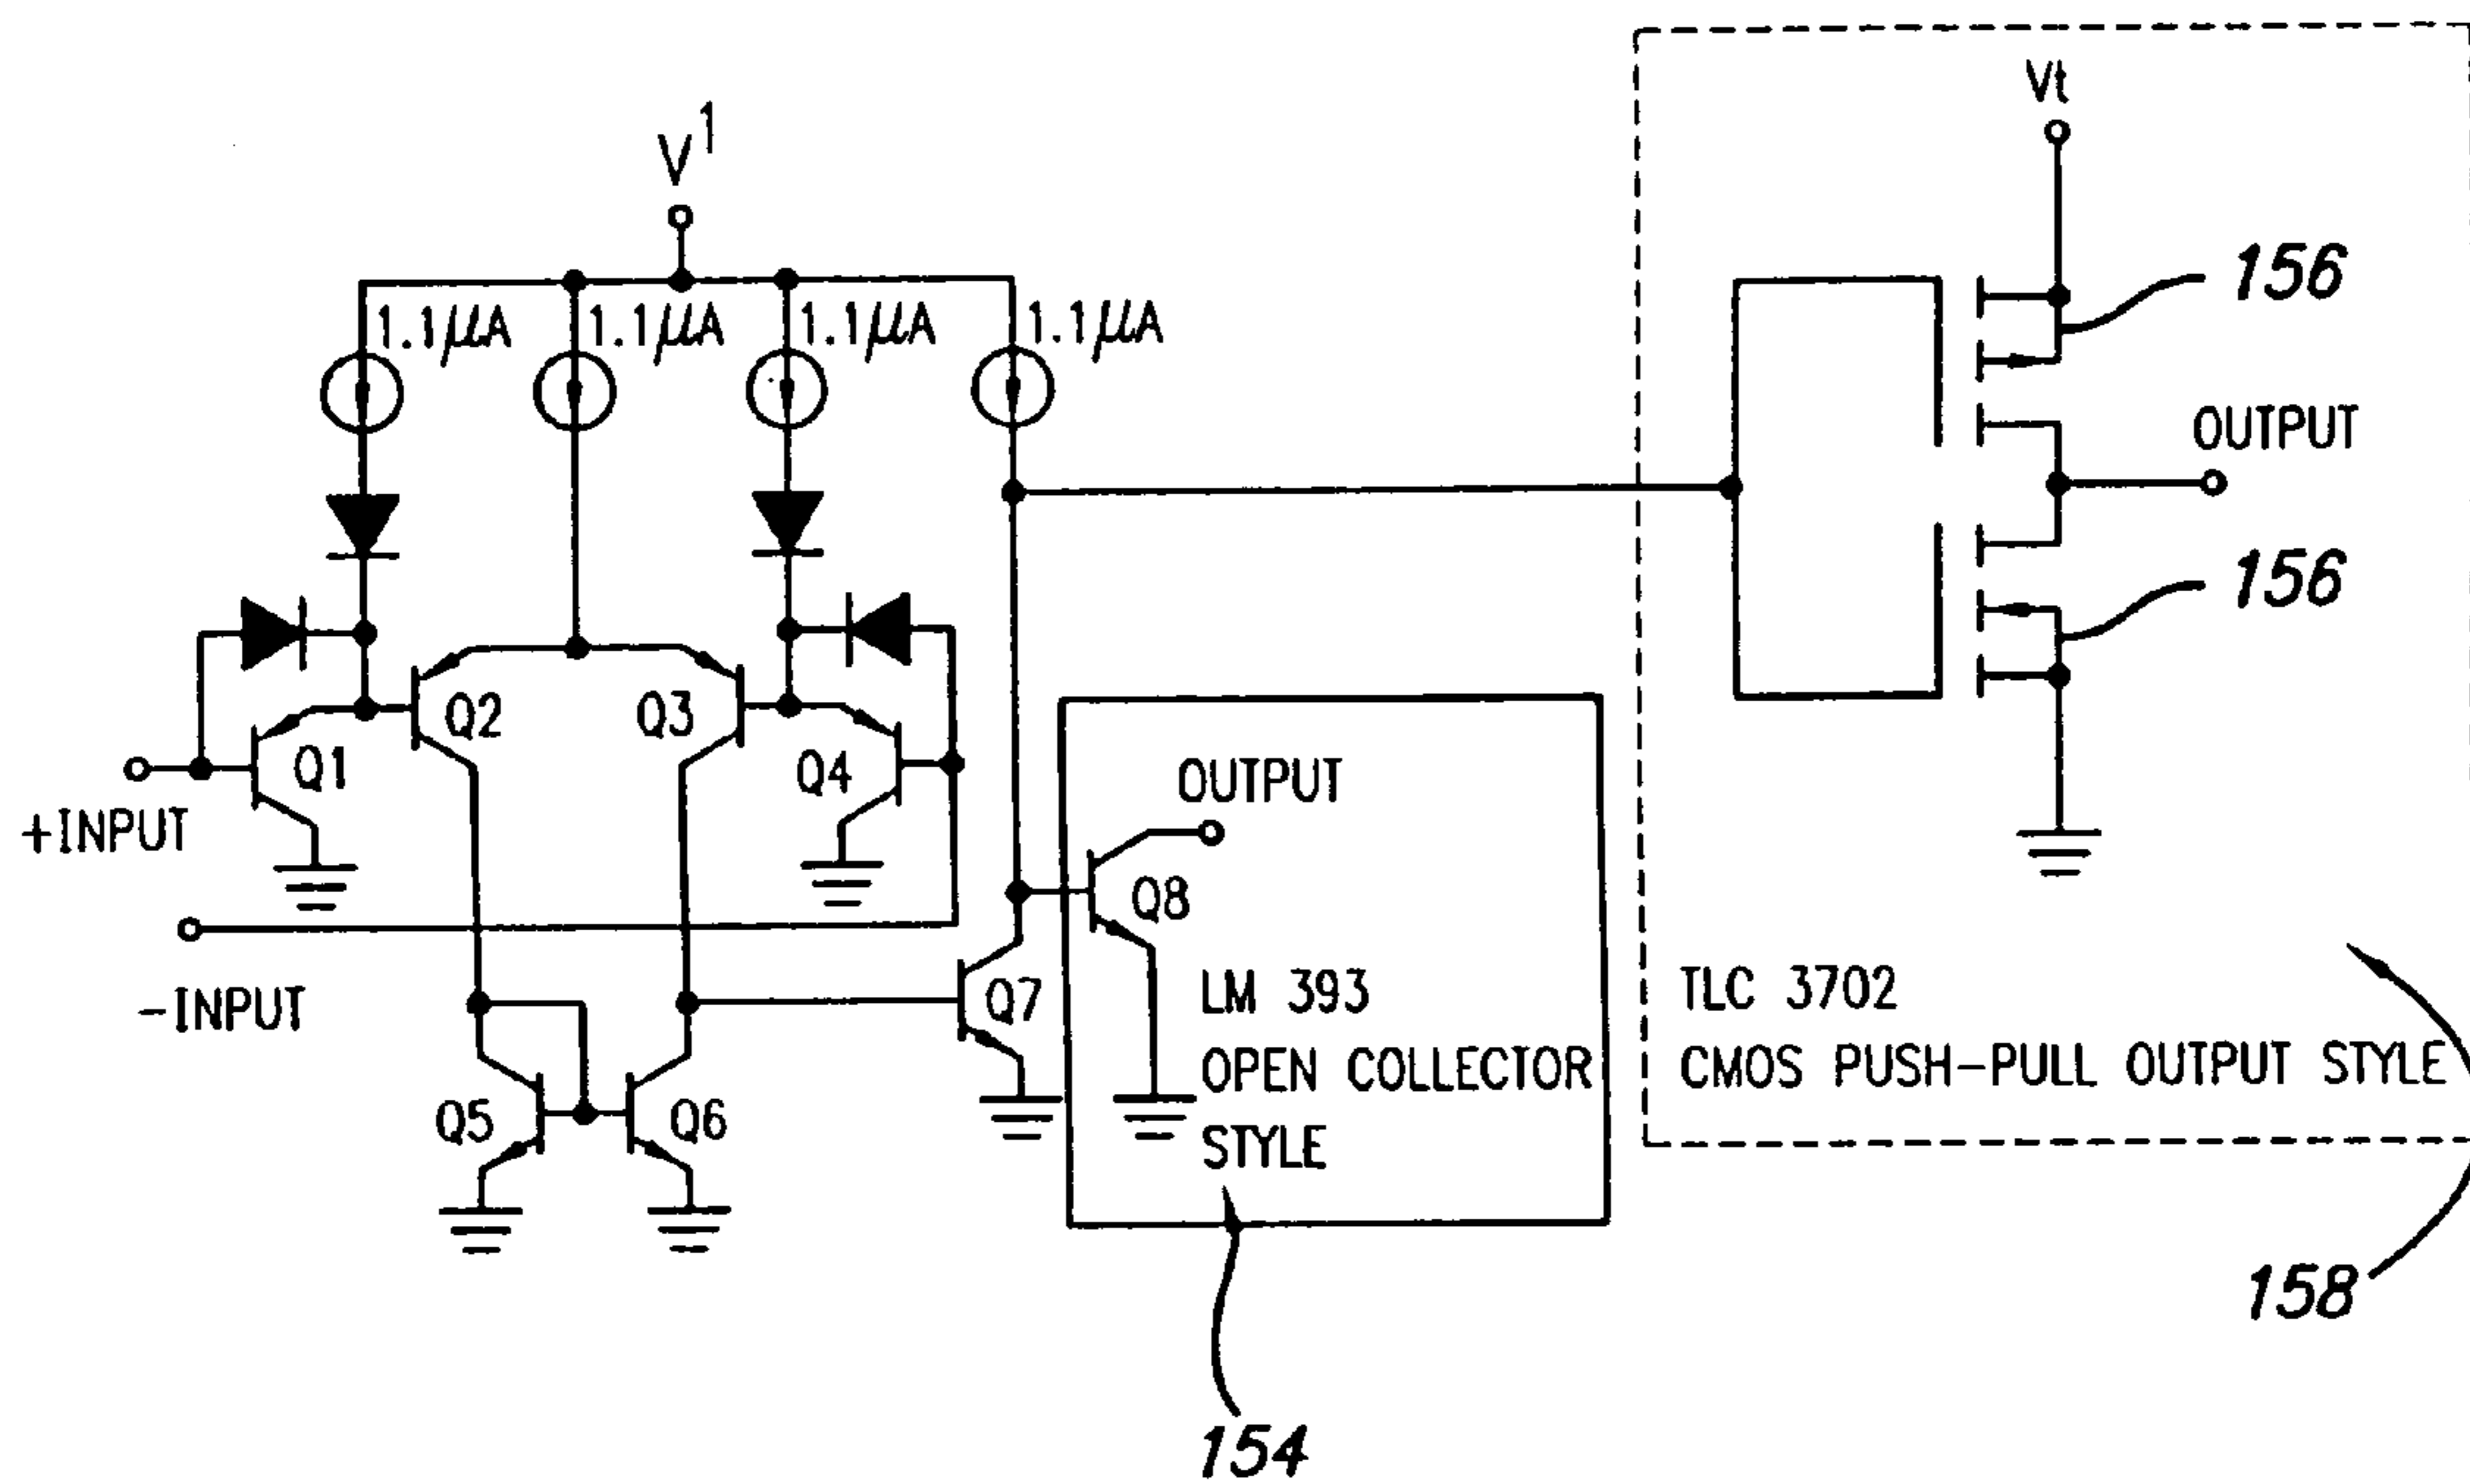 Vt
V1
1.1μA 1.1μA 1.1μA 1.1μA
156
OUTPUT
156
Q2 Q3
Q1 Q4
OUTPUT
+INPUT
Q8
-INPUT
Q7
LM 393
OPEN COLLECTOR
STYLE
TLC 3702
CMOS PUSH-PULL OUTPUT STYLE
Q5 Q6
158
154